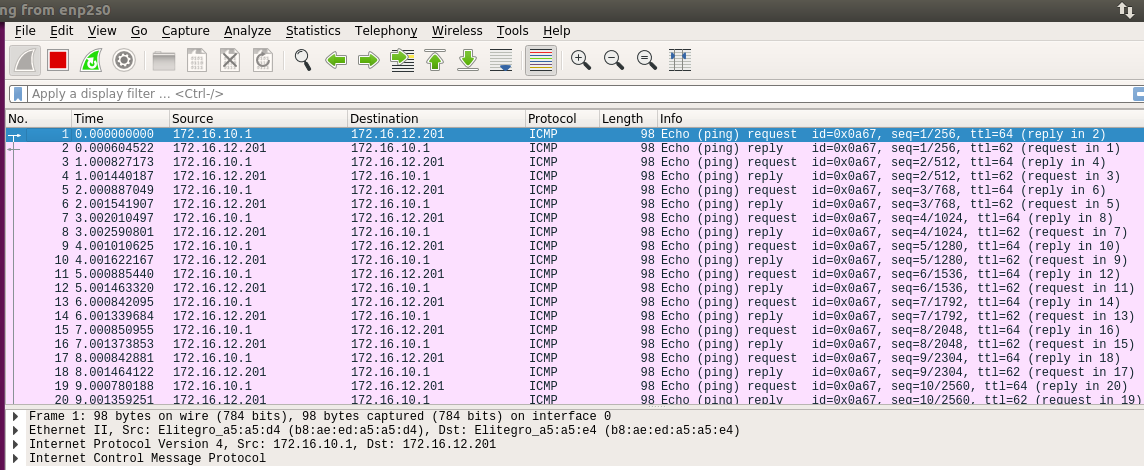 ng from enp2s0
File Edit View Go Capture Analyze Statistics Telephony Wireless Tools Help
Apply a display filter ... <Ctrl-/>
No. Time Source Destination Protocol Length Info
1 0.000000000 172.16.10.1 172.16.12.201 ICMP 98 Echo (ping) request id=0x0a67, seq=1/256, ttl=64 (reply in 2)
2 0.000604522 172.16.12.201 172.16.10.1 ICMP 98 Echo (ping) reply id=0x0a67, seq=1/256, ttl=62 (request in 1)
3 1.000827173 172.16.10.1 172.16.12.201 ICMP 98 Echo (ping) request id=0x0a67, seq=2/512, ttl=64 (reply in 4)
4 1.001440187 172.16.12.201 172.16.10.1 ICMP 98 Echo (ping) reply id=0x0a67, seq=2/512, ttl=62 (request in 3)
5 2.000887049 172.16.10.1 172.16.12.201 ICMP 98 Echo (ping) request id=0x0a67, seq=3/768, ttl=64 (reply in 6)
6 2.001541907 172.16.12.201 172.16.10.1 ICMP 98 Echo (ping) reply id=0x0a67, seq=3/768, ttl=62 (request in 5)
7 3.002010497 172.16.10.1 172.16.12.201 ICMP 98 Echo (ping) request id=0x0a67, seq=4/1024, ttl=64 (reply in 8)
8 3.002590801 172.16.12.201 172.16.10.1 ICMP 98 Echo (ping) reply id=0x0a67, seq=4/1024, ttl=62 (request in 7)
9 4.001010625 172.16.10.1 172.16.12.201 ICMP 98 Echo (ping) request id=0x0a67, seq=5/1280, ttl=64 (reply in 10)
10 4.001622167 172.16.12.201 172.16.10.1 ICMP 98 Echo (ping) reply id=0x0a67, seq=5/1280, ttl=62 (request in 9)
11 5.000885440 172.16.10.1 172.16.12.201 ICMP 98 Echo (ping) request id=0x0a67, seq=6/1536, ttl=64 (reply in 12)
12 5.001463320 172.16.12.201 172.16.10.1 ICMP 98 Echo (ping) reply id=0x0a67, seq=6/1536, ttl=62 (request in 11)
13 6.000842095 172.16.10.1 172.16.12.201 ICMP 98 Echo (ping) request id=0x0a67, seq=7/1792, ttl=64 (reply in 14)
14 6.001339684 172.16.12.201 172.16.10.1 ICMP 98 Echo (ping) reply id=0x0a67, seq=7/1792, ttl=62 (request in 13)
15 7.000850955 172.16.10.1 172.16.12.201 ICMP 98 Echo (ping) request id=0x0a67, seq=8/2048, ttl=64 (reply in 16)
16 7.001373853 172.16.12.201 172.16.10.1 ICMP 98 Echo (ping) reply id=0x0a67, seq=8/2048, ttl=62 (request in 15)
17 8.000842881 172.16.10.1 172.16.12.201 ICMP 98 Echo (ping) request id=0x0a67, seq=9/2304, ttl=64 (reply in 18)
18 8.001464122 172.16.12.201 172.16.10.1 ICMP 98 Echo (ping) reply id=0x0a67, seq=9/2304, ttl=62 (request in 17)
19 9.000780188 172.16.10.1 172.16.12.201 ICMP 98 Echo (ping) request id=0x0a67, seq=10/2560, ttl=64 (reply in 20)
20 9.001359251 172.16.12.201 172.16.10.1 ICMP 98 Echo (ping) reply id=0x0a67, seq=10/2560, ttl=62 (request in 19)
Frame 1: 98 bytes on wire (784 bits), 98 bytes captured (784 bits) on interface 0
Ethernet II, Src: Elitegro_a5:a5:d4 (b8:ae:ed:a5:a5:d4), Dst: Elitegro_a5:a5:e4 (b8:ae:ed:a5:a5:e4)
Internet Protocol Version 4, Src: 172.16.10.1, Dst: 172.16.12.201
Internet Control Message Protocol